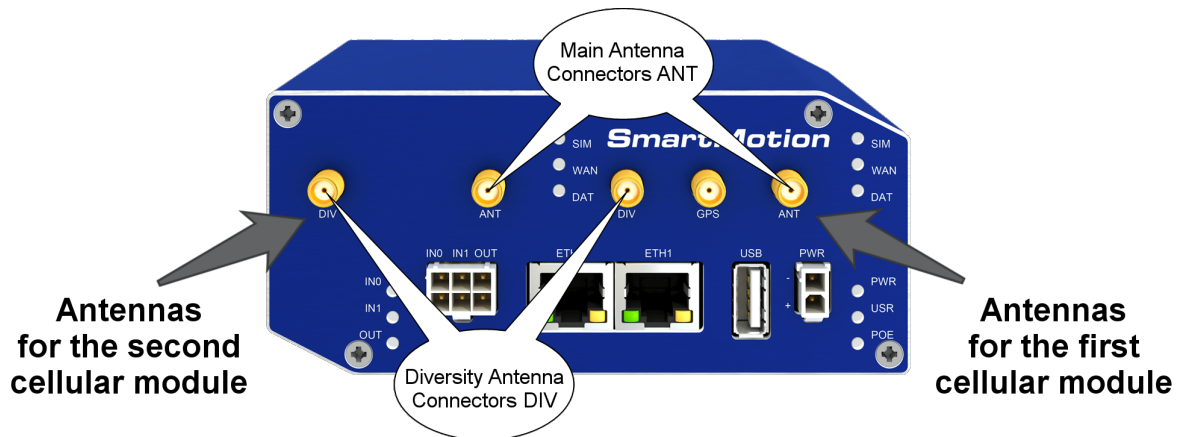 Main Antenna
Connectors ANT
SmartMotion
SIM
WAN
DAT
SIM
WAN
DAT
DIV
ANT
DIV
GPS
ANT
IN0 IN1 OUT
ETH1
USB
PWR
-
+
IN0
IN1
OUT
PWR
USR
POE
Antennas
for the second
cellular module
Diversity Antenna
Connectors DIV
Antennas
for the first
cellular module